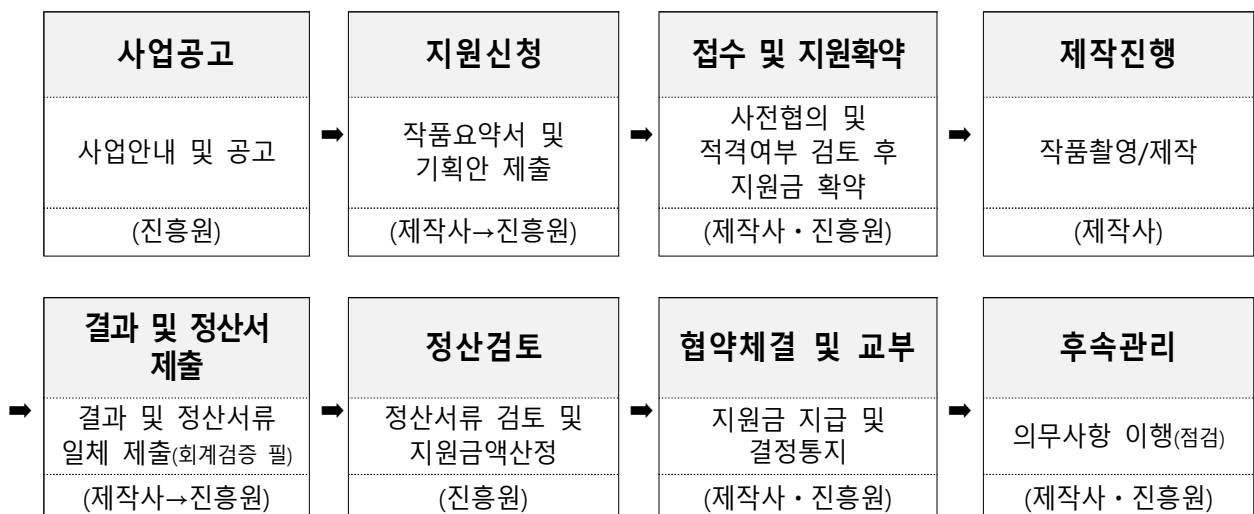 사업공고
사업안내 및 공고
(진흥원)
➡
지원신청
작품요약서 및
기획안 제출
(제작사→진흥원)
➡
접수 및 지원확약
사전협의 및
적격여부 검토 후
지원금 확약
(제작사・진흥원)
➡
제작진행
작품촬영/제작
(제작사)
➡
결과 및 정산서
제출
결과 및 정산서류
일체 제출(회계검증 필)
(제작사→진흥원)
➡
정산검토
정산서류 검토 및
지원금액산정
(진흥원)
➡
협약체결 및 교부
지원금 지급 및
결정통지
(제작사・진흥원)
➡
후속관리
의무사항 이행(점검)
(제작사・진흥원)